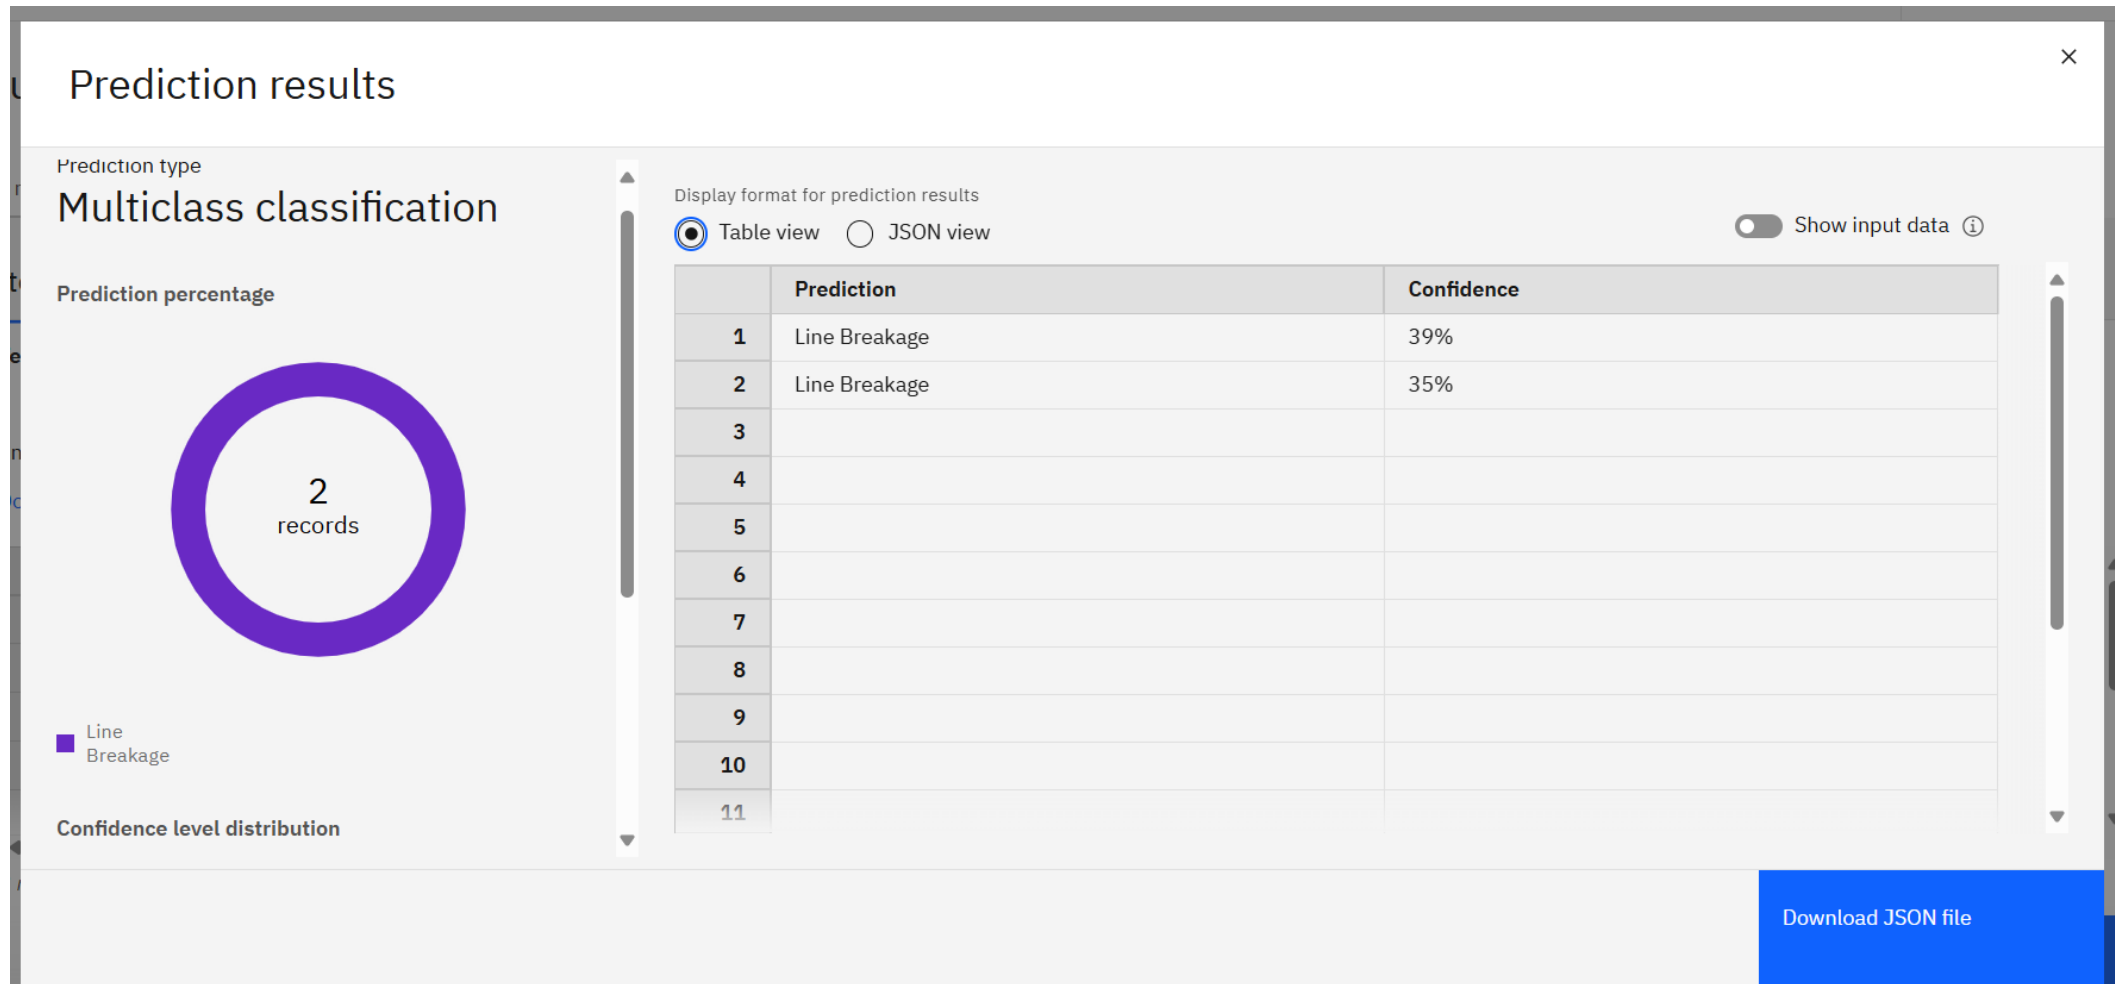 Prediction results
Prediction type
Multiclass classification
Prediction percentage
2
records
Line
Breakage
Confidence level distribution
Display format for prediction results
Table view JSON view
Show input data
Prediction Confidence
1 Line Breakage 39%
2 Line Breakage 35%
3
4
5
6
7
8
9
10
11
Download JSON file